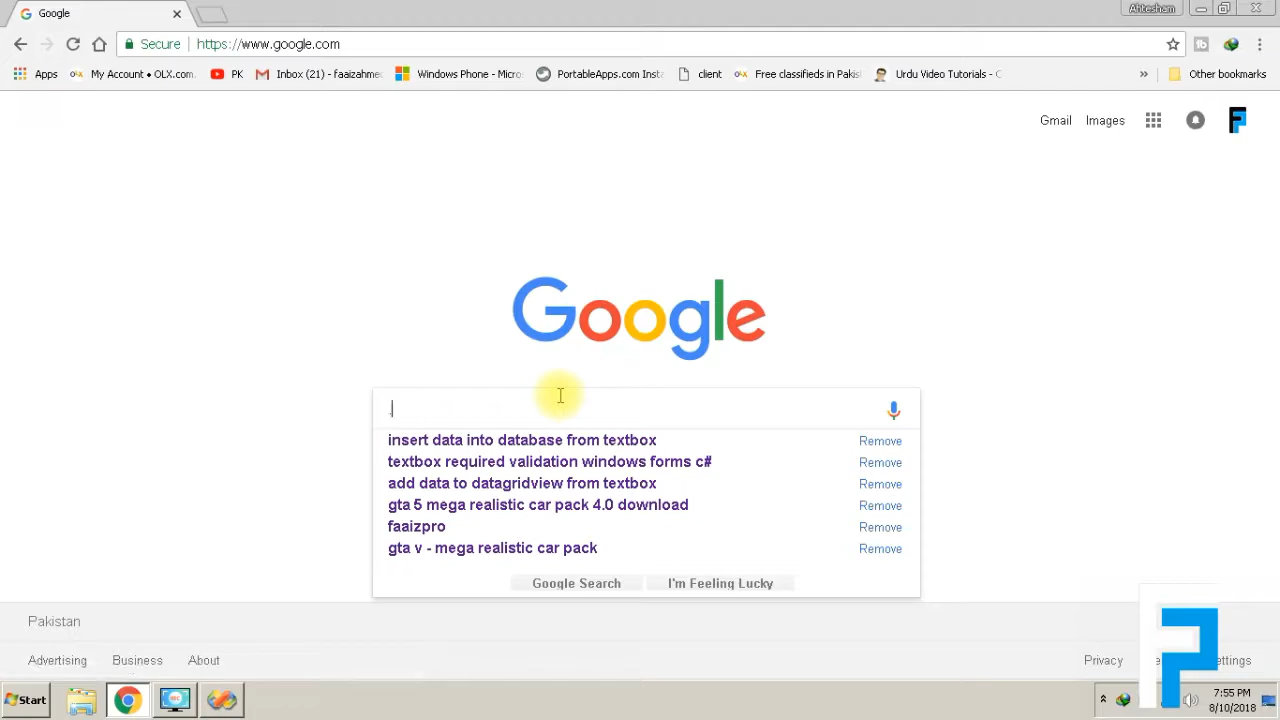 Google
Ahtesham
Secure
https://www.google.com
Apps
My Account • OLX.com.
PK
Inbox (21) - faaizahme
Windows Phone - Micro
PortableApps.com Inst
client
Free classifieds in Pakis
Urdu Video Tutorials - C
»
Other bookmarks
Gmail
Images
Google
insert data into database from textbox
Remove
textbox required validation windows forms c#
Remove
add data to datagridview from textbox
Remove
gta 5 mega realistic car pack 4.0 download
Remove
faaizpro
Remove
gta v - mega realistic car pack
Remove
Google Search
I'm Feeling Lucky
Pakistan
Advertising
Business
About
Privacy
ettings
Start
7:55 PM
8/10/2018